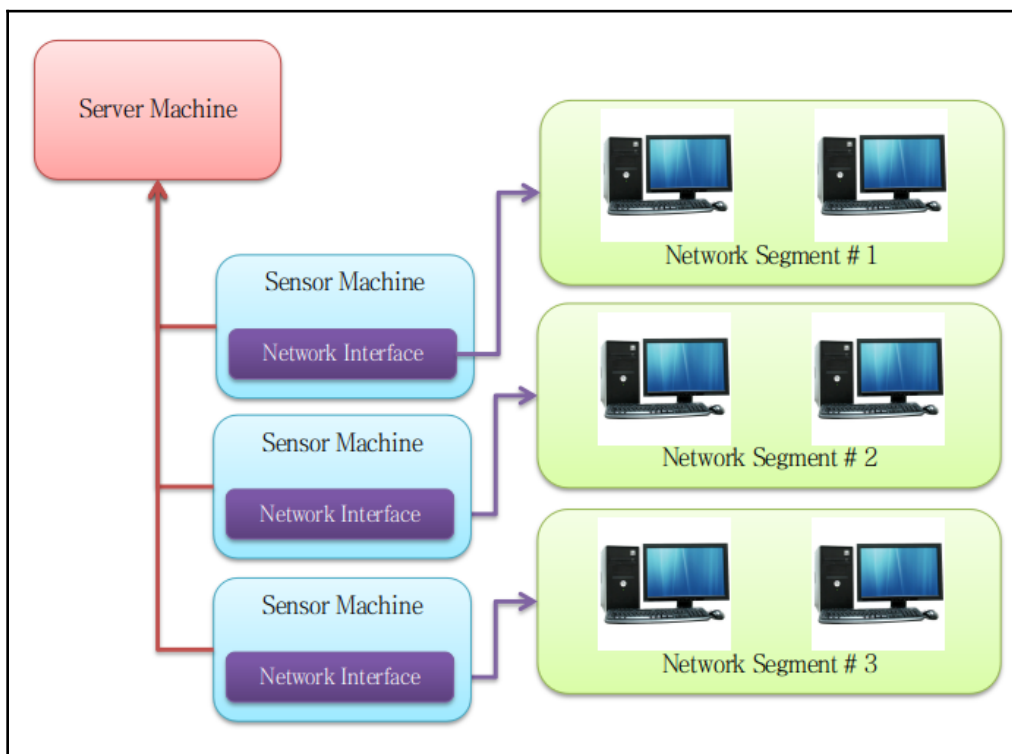 Server Machine
Network Segment # 1
Sensor Machine
Network Interface
Network Segment # 2
Sensor Machine
Network Interface
Network Segment # 3
Sensor Machine
Network Interface